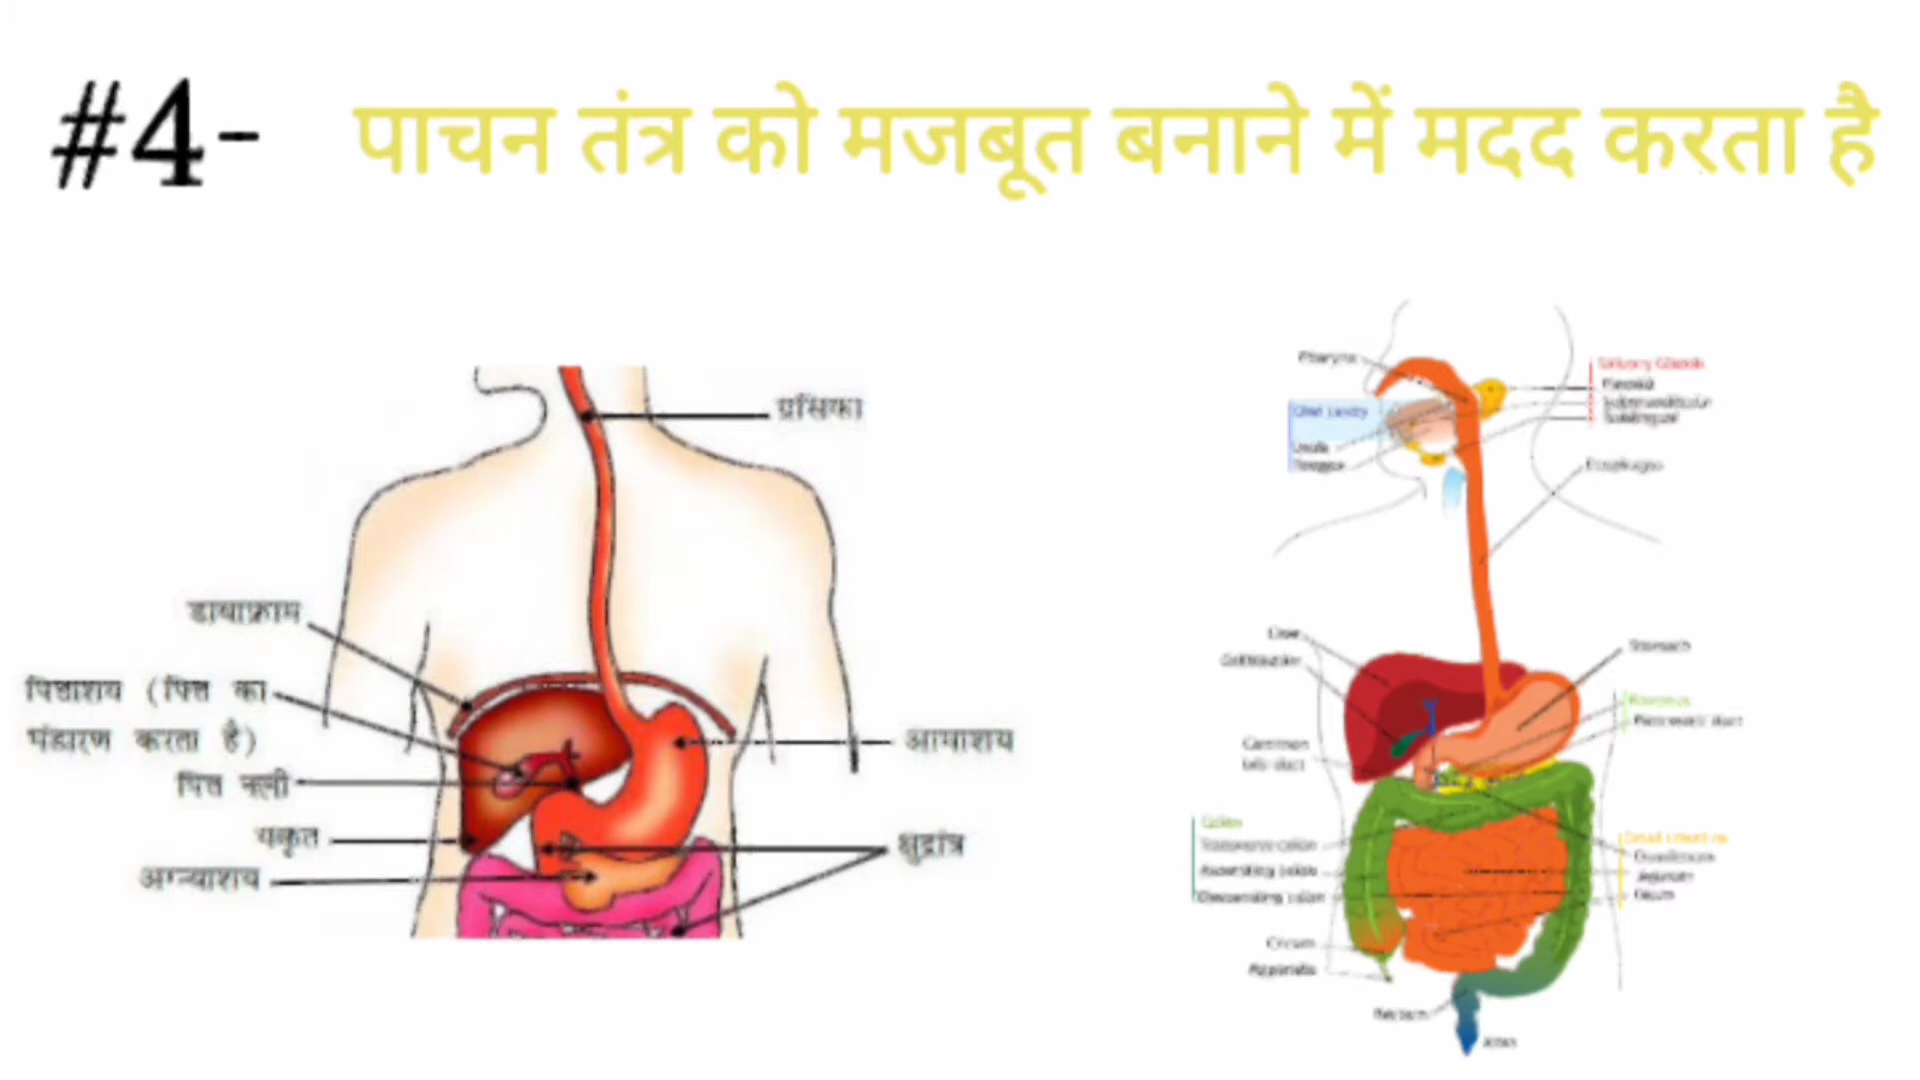 #4- पाचन तंत्र को मजबूत बनाने में मदद करता है
ग्रसिका
डायाफ्राम
पित्ताशय (पित्त का
भंडारण करता है)
पित्त नली
यकृत
अग्न्याशय
आमाशय
क्षुद्रांत्र
Pharynx
Salivary Glands
Parotid
Submandibular
Sublingual
Oral cavity
Uvula
Tongue
Esophagus
Liver
Gallbladder
Common
bile duct
Stomach
Pancreas
Pancreatic duct
Colon
Transverse colon
Ascending colon
Descending colon
Cecum
Appendix
Small intestine
Duodenum
Jejunum
Ileum
Rectum
Anus